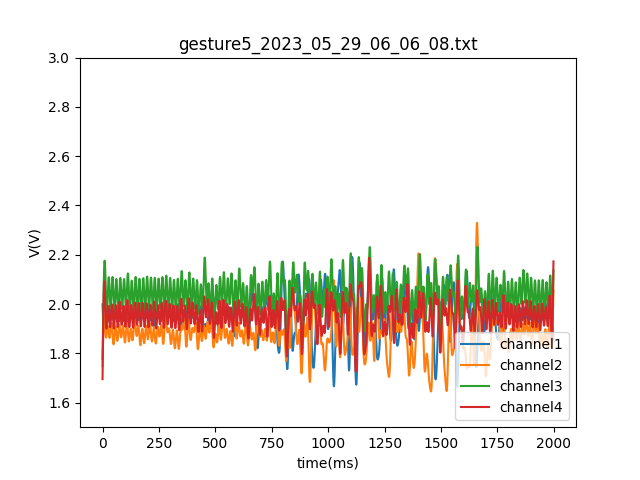 gesture5_2023_05_29_06_06_08.txt
3.0
2.8
2.6
2.4
2.2
2.0
1.8
1.6
V(V)
channel1
channel2
channel3
channel4
0 250 500 750 1000 1250 1500 1750 2000
time(ms)